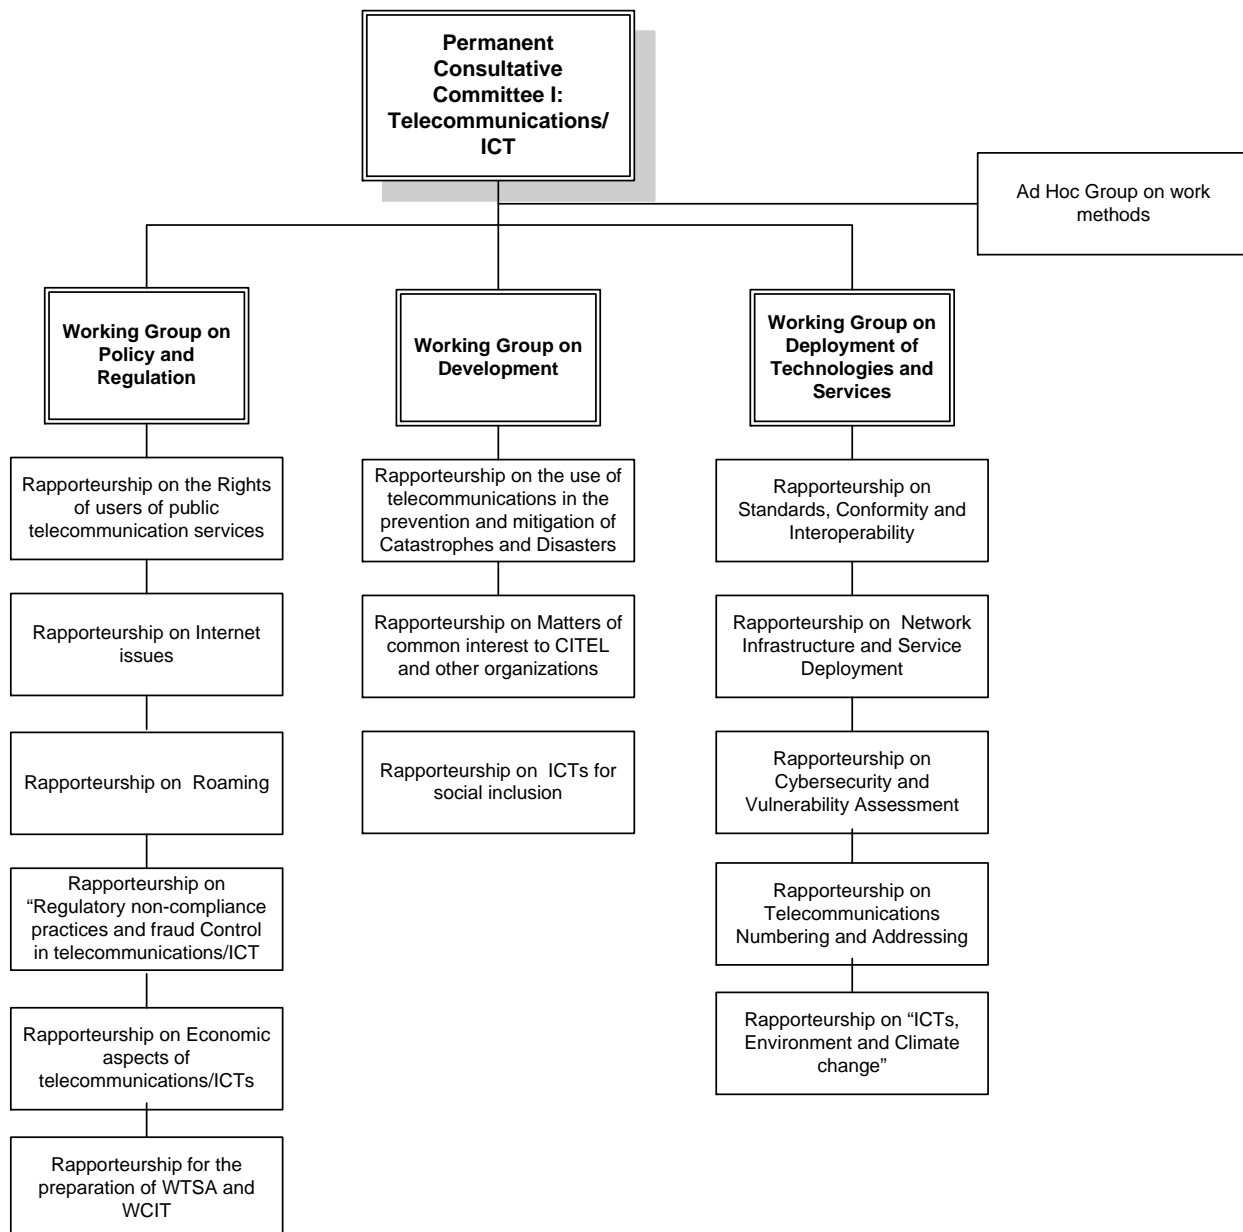 Permanent
Consultative
Committee I:
Telecommunications/
ICT
Ad Hoc Group on work
methods
Working Group on
Policy and
Regulation
Working Group on
Development
Working Group on
Deployment of
Technologies and
Services
Rapporteurship on the Rights
of users of public
telecommunication services
Rapporteurship on Internet
issues
Rapporteurship on Roaming
Rapporteurship on
“Regulatory non-compliance
practices and fraud Control
in telecommunications/ICT
Rapporteurship on Economic
aspects of
telecommunications/ICTs
Rapporteurship for the
preparation of WTSA and
WCIT
Rapporteurship on the use of
telecommunications in the
prevention and mitigation of
Catastrophes and Disasters
Rapporteurship on Matters of
common interest to CITEL
and other organizations
Rapporteurship on ICTs for
social inclusion
Rapporteurship on
Standards, Conformity and
Interoperability
Rapporteurship on Network
Infrastructure and Service
Deployment
Rapporteurship on
Cybersecurity and
Vulnerability Assessment
Rapporteurship on
Telecommunications
Numbering and Addressing
Rapporteurship on “ICTs,
Environment and Climate
change”